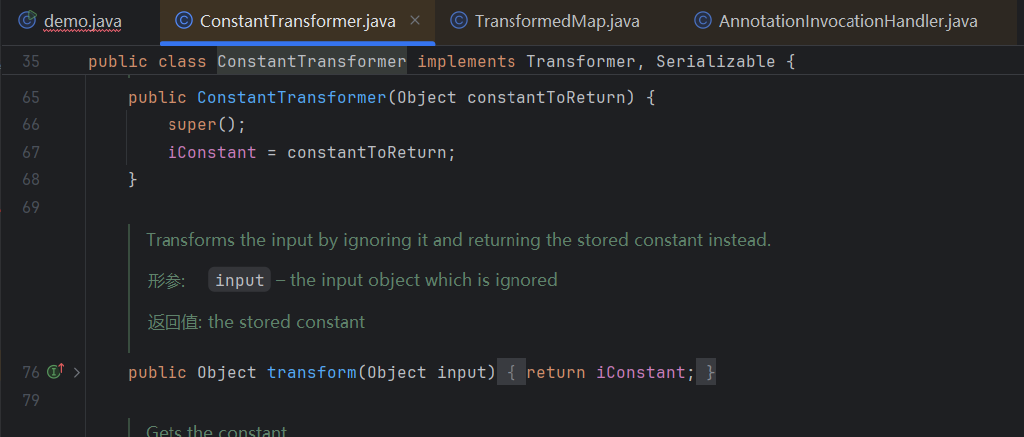 demo.java ConstantTransformer.java TransformedMap.java AnnotationInvocationHandler.java
35 public class ConstantTransformer implements Transformer, Serializable {
65 public ConstantTransformer(Object constantToReturn) {
66 super();
67 iConstant = constantToReturn;
68 }
69
Transforms the input by ignoring it and returning the stored constant instead.
形参: input – the input object which is ignored
返回值: the stored constant
76 public Object transform(Object input) { return iConstant; }
79
Gets the constant